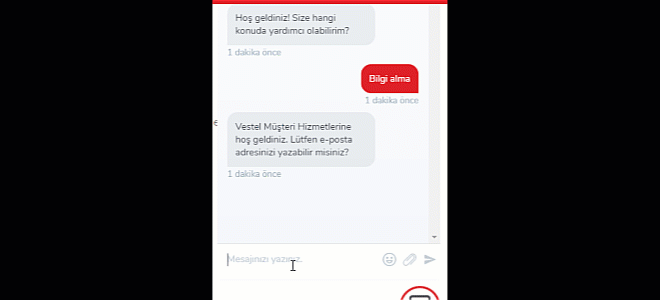 Hoş geldiniz! Size hangi
konuda yardımcı olabilirim?
1 dakika önce
Bilgi alma
1 dakika önce
Vestel Müşteri Hizmetlerine
hoş geldiniz. Lütfen e-posta
adresinizi yazabilir misiniz?
1 dakika önce
Mesajınızı yazınız.